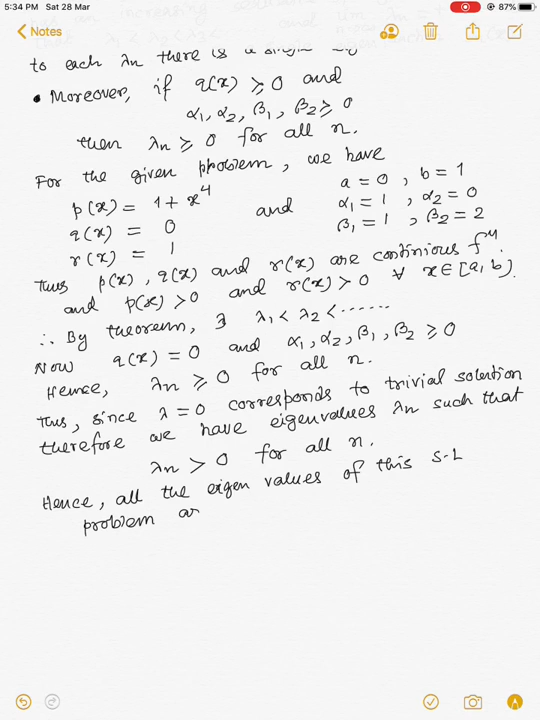 5:34 PM Sat 28 Mar
87%
Notes
to each λn there is a single
• Moreover, if q(x) ⩾ 0 and
α1, α2, β1, β2 ⩾ 0
then λn ⩾ 0 for all n.
For the given problem, we have
p(x) = 1 + x^4
q(x) = 0
r(x) = 1
and
a = 0, b = 1
α1 = 1, α2 = 0
β1 = 1, β2 = 2
Thus p(x), q(x) and r(x) are continious fⁿ.
and p(x) > 0 and r(x) > 0 ∀ x ∈ [a, b].
∴ By theorem, ∃ λ1 < λ2 < ......
Now q(x) = 0 and α1, α2, β1, β2 ⩾ 0
Hence, λn ⩾ 0 for all n.
Thus, since λ = 0 corresponds to trivial solution
therefore we have eigenvalues λn such that
λn > 0 for all n.
Hence, all the eigen values of this S-L
problem ar